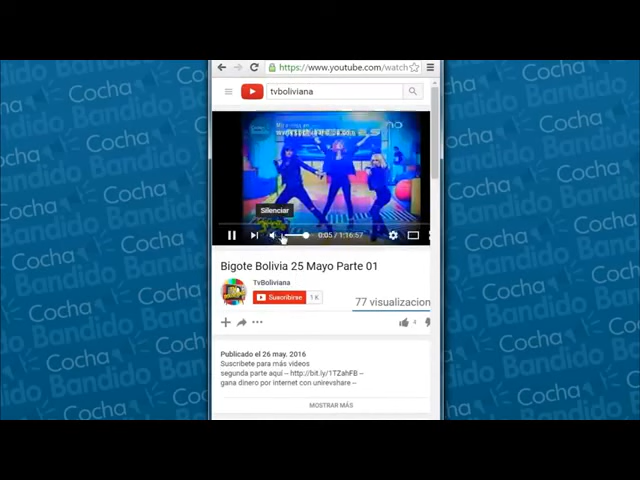 https://www.youtube.com/watch
tvboliviana
Silenciar
0:05 / 1:16:57
Bigote Bolivia 25 Mayo Parte 01
TvBoliviana
Suscribirse 1 K
77 visualizacion
4
Publicado el 26 may. 2016
Suscribete para más videos
segunda parte aquí -- http://bit.ly/1TZahFB --
gana dinero por internet con unirevshare --
MOSTRAR MÁS
Cocha
Bandido